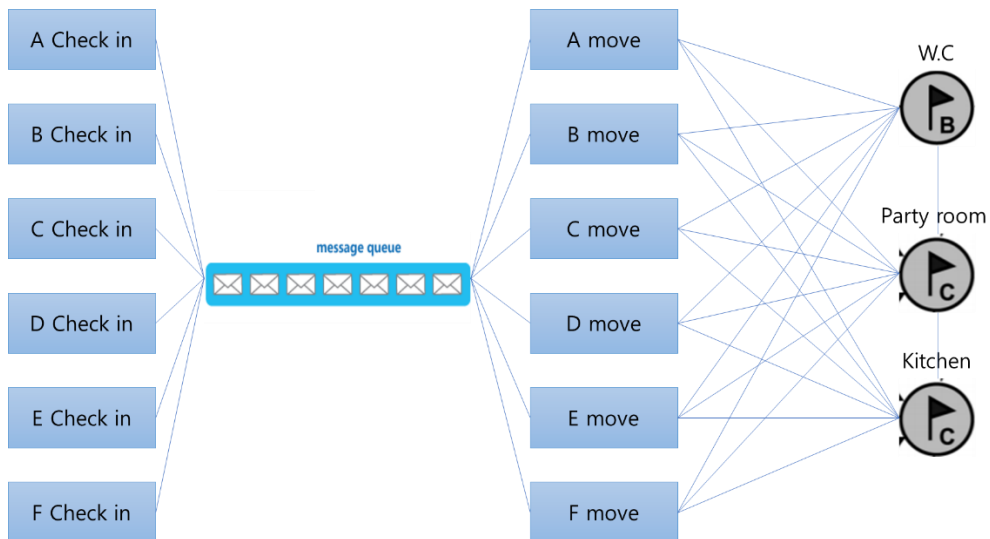 A Check in
B Check in
C Check in
D Check in
E Check in
F Check in
message queue
A move
B move
C move
D move
E move
F move
W.C
B
Party room
C
Kitchen
C